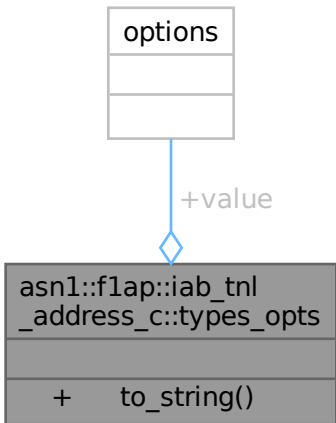 options
+value
asn1::f1ap::iab_tnl
_address_c::types_opts
+ to_string()